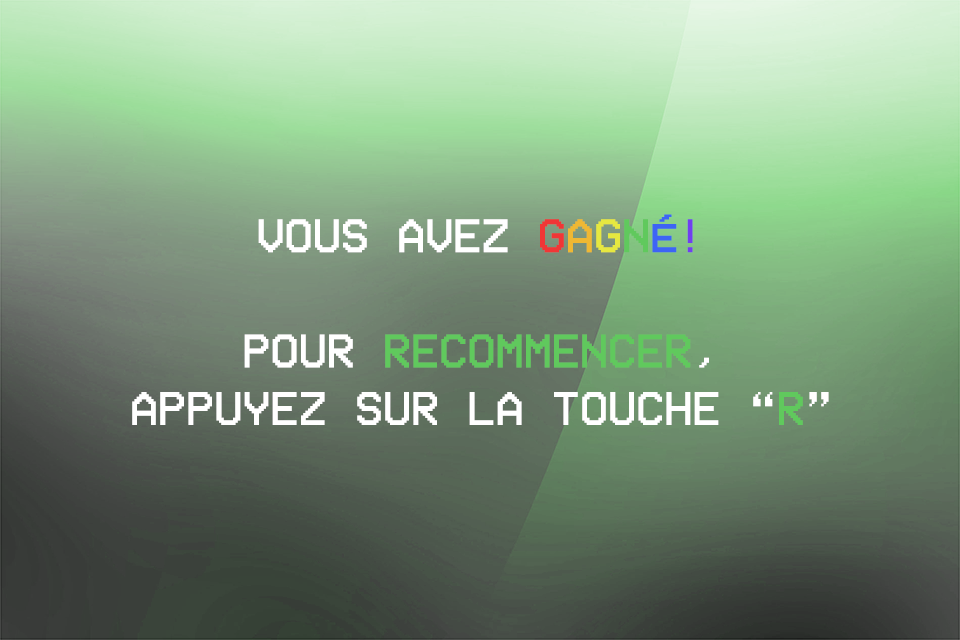 VOUS AVEZ GAGNÉ!
POUR RECOMMENCER,
APPUYEZ SUR LA TOUCHE “R”